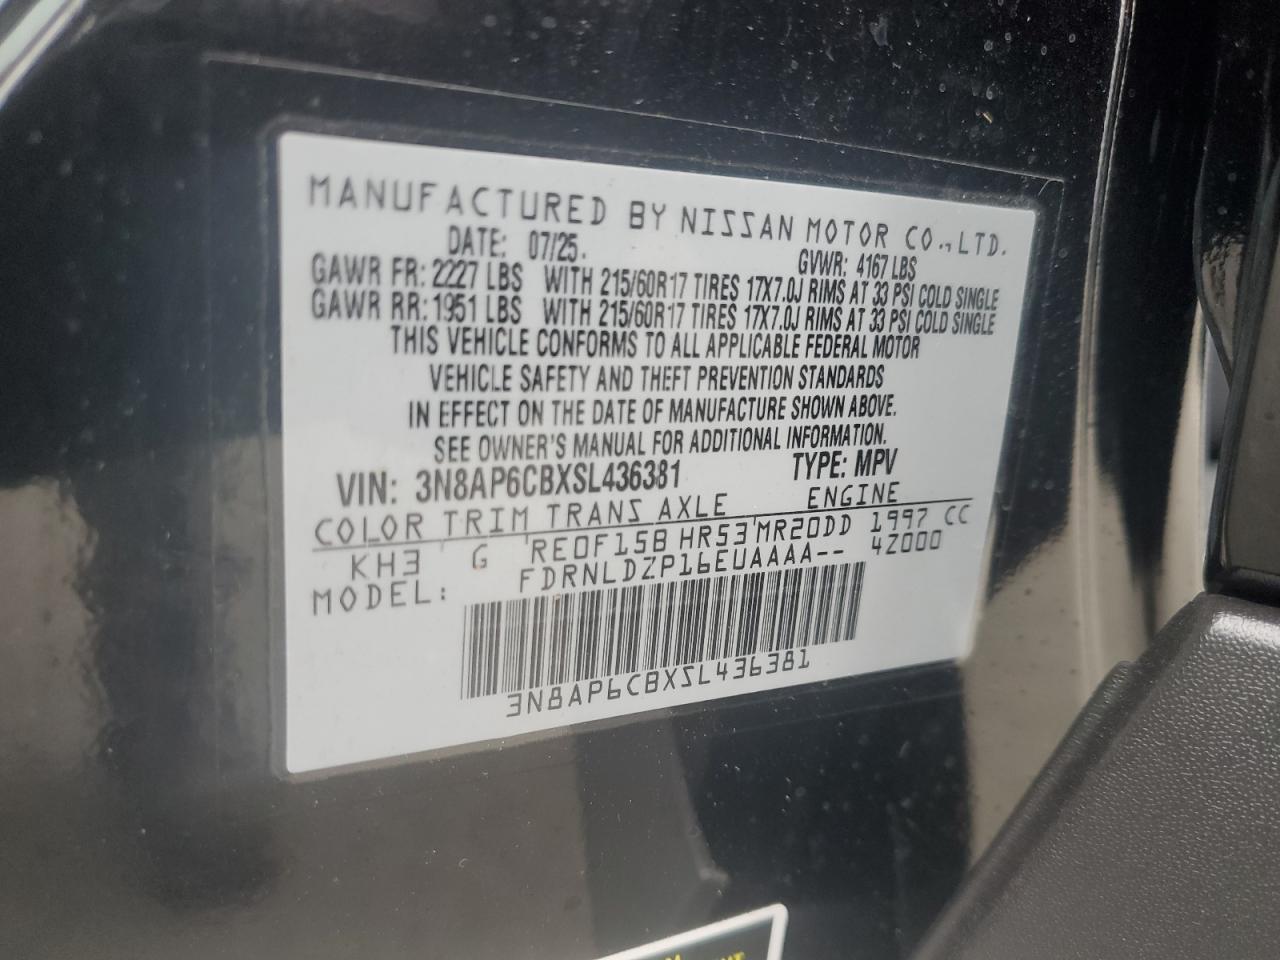 MANUFACTURED BY NISSAN MOTOR CO.,LTD.
DATE: 07/25. GVWR: 4167 LBS
GAWR FR: 2227 LBS WITH 215/60R17 TIRES 17X7.0J RIMS AT 33 PSI COLD SINGLE
GAWR RR: 1951 LBS WITH 215/60R17 TIRES 17X7.0J RIMS AT 33 PSI COLD SINGLE
THIS VEHICLE CONFORMS TO ALL APPLICABLE FEDERAL MOTOR
VEHICLE SAFETY AND THEFT PREVENTION STANDARDS
IN EFFECT ON THE DATE OF MANUFACTURE SHOWN ABOVE.
SEE OWNER'S MANUAL FOR ADDITIONAL INFORMATION.
VIN: 3N8AP6CBXSL436381 TYPE: MPV
COLOR TRIM TRANS AXLE ENGINE
KH3 G RE0F15B HR53 MR20DD 1997 CC
MODEL: FDRNLDZP16EUAAAA-- 42000
3N8AP6CBXSL436381